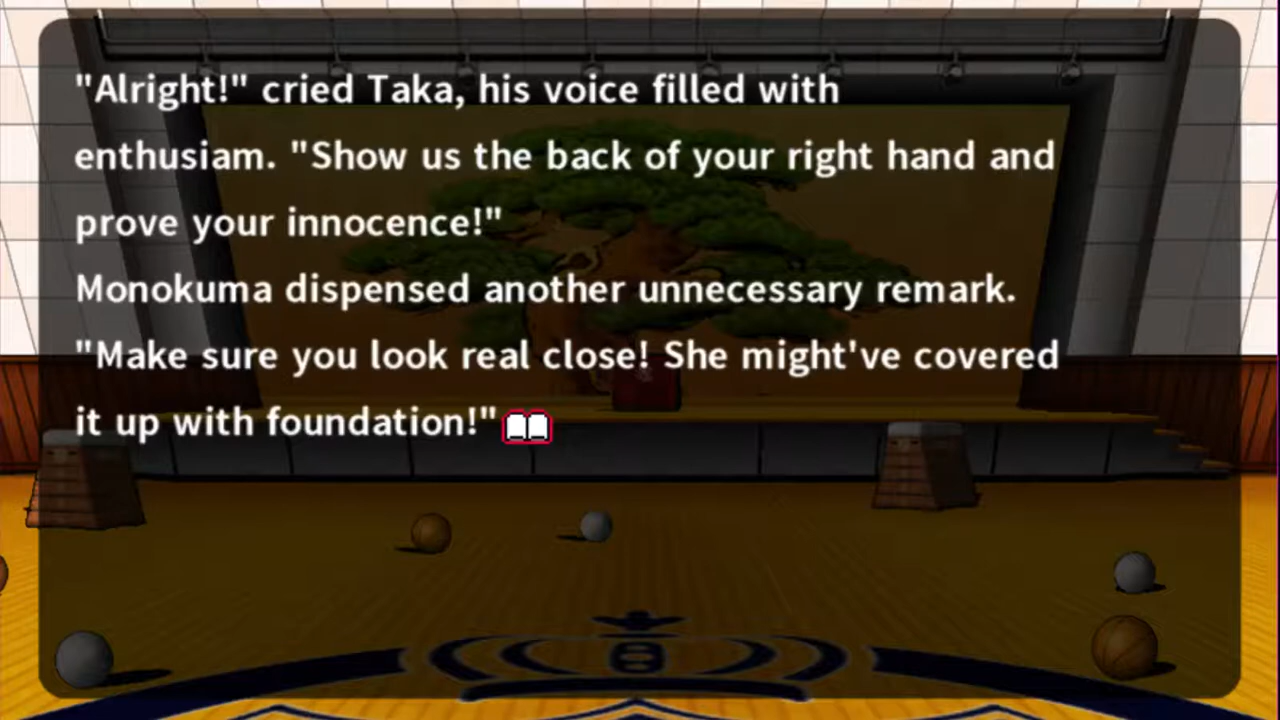 "Alright!" cried Taka, his voice filled with
enthusiam. "Show us the back of your right hand and
prove your innocence!"
Monokuma dispensed another unnecessary remark.
"Make sure you look real close! She might've covered
it up with foundation!"